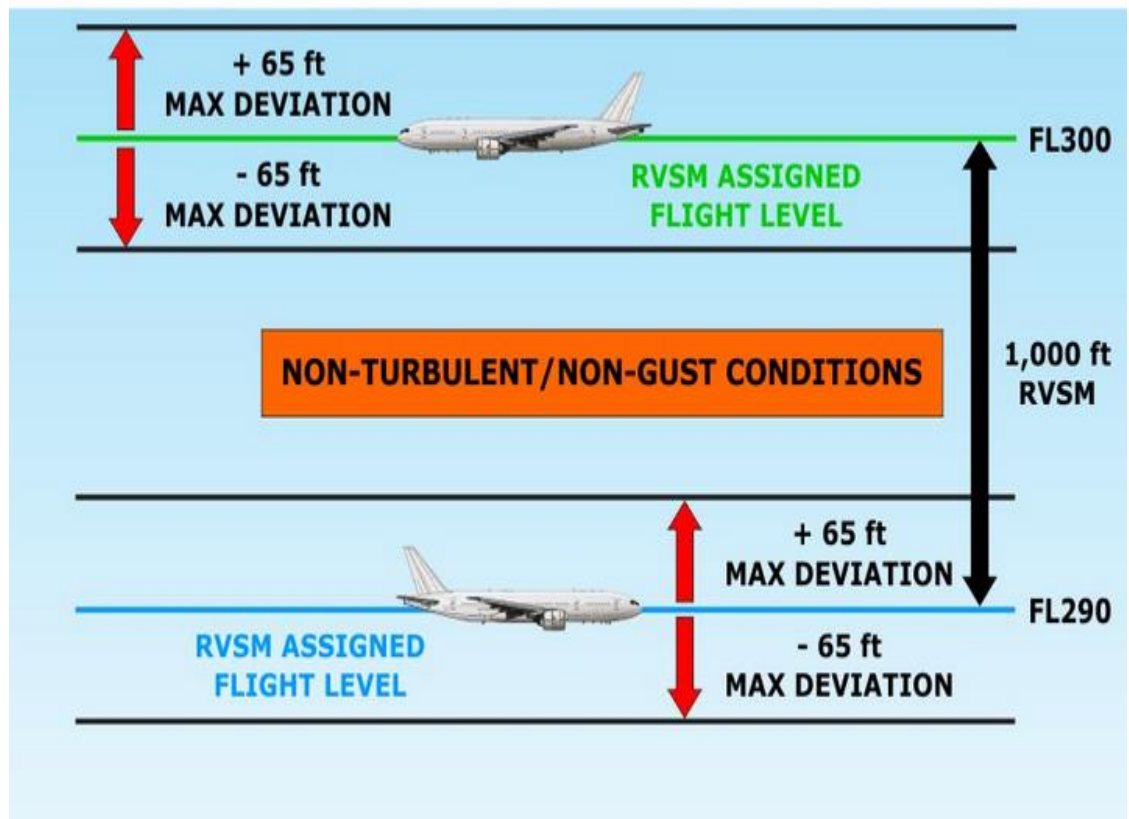 + 65 ft
MAX DEVIATION
FL300
- 65 ft
MAX DEVIATION
RVSM ASSIGNED
FLIGHT LEVEL
NON-TURBULENT/NON-GUST CONDITIONS
1,000 ft
RVSM
+ 65 ft
MAX DEVIATION
FL290
RVSM ASSIGNED
FLIGHT LEVEL
- 65 ft
MAX DEVIATION